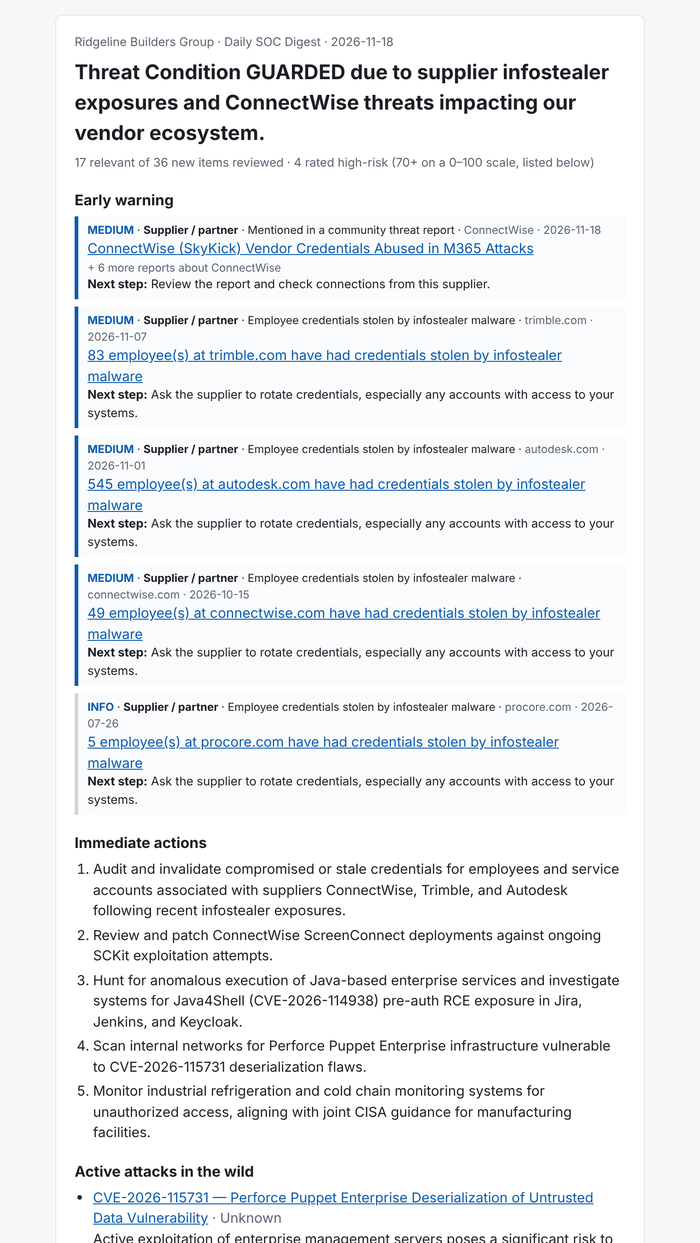 Ridgeline Builders Group · Daily SOC Digest · 2026-11-18
Threat Condition GUARDED due to supplier infostealer
exposures and ConnectWise threats impacting our
vendor ecosystem.
17 relevant of 36 new items reviewed · 4 rated high-risk (70+ on a 0–100 scale, listed below)
Early warning
MEDIUM · Supplier / partner · Mentioned in a community threat report · ConnectWise · 2026-11-18
ConnectWise (SkyKick) Vendor Credentials Abused in M365 Attacks
+ 6 more reports about ConnectWise
Next step: Review the report and check connections from this supplier.
MEDIUM · Supplier / partner · Employee credentials stolen by infostealer malware · trimble.com ·
2026-11-07
83 employee(s) at trimble.com have had credentials stolen by infostealer
malware
Next step: Ask the supplier to rotate credentials, especially any accounts with access to your
systems.
MEDIUM · Supplier / partner · Employee credentials stolen by infostealer malware · autodesk.com ·
2026-11-01
545 employee(s) at autodesk.com have had credentials stolen by infostealer
malware
Next step: Ask the supplier to rotate credentials, especially any accounts with access to your
systems.
MEDIUM · Supplier / partner · Employee credentials stolen by infostealer malware ·
connectwise.com · 2026-10-15
49 employee(s) at connectwise.com have had credentials stolen by infostealer
malware
Next step: Ask the supplier to rotate credentials, especially any accounts with access to your
systems.
INFO · Supplier / partner · Employee credentials stolen by infostealer malware · procore.com · 2026-
07-26
5 employee(s) at procore.com have had credentials stolen by infostealer
malware
Next step: Ask the supplier to rotate credentials, especially any accounts with access to your
systems.
Immediate actions
1. Audit and invalidate compromised or stale credentials for employees and service
accounts associated with suppliers ConnectWise, Trimble, and Autodesk
following recent infostealer exposures.
2. Review and patch ConnectWise ScreenConnect deployments against ongoing
SCKit exploitation attempts.
3. Hunt for anomalous execution of Java-based enterprise services and investigate
systems for Java4Shell (CVE-2026-114938) pre-auth RCE exposure in Jira,
Jenkins, and Keycloak.
4. Scan internal networks for Perforce Puppet Enterprise infrastructure vulnerable
to CVE-2026-115731 deserialization flaws.
5. Monitor industrial refrigeration and cold chain monitoring systems for
unauthorized access, aligning with joint CISA guidance for manufacturing
facilities.
Active attacks in the wild
• CVE-2026-115731 — Perforce Puppet Enterprise Deserialization of Untrusted
Data Vulnerability · Unknown
Active exploitation of enterprise management servers poses a significant risk to